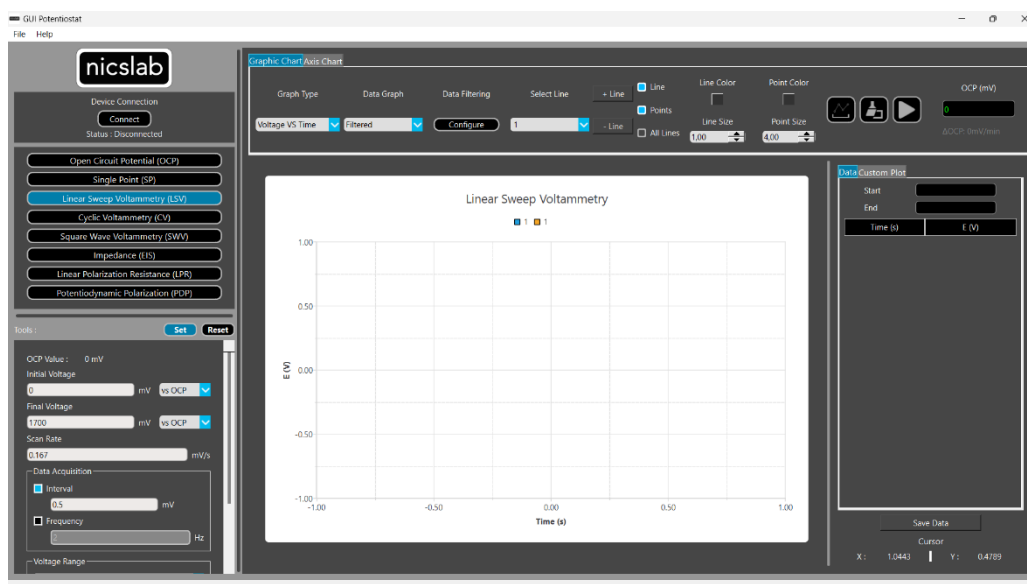 GUI Potentiostat
File Help
nicslab
Device Connection
Connect
Status : Disconnected
Open Circuit Potential (OCP)
Single Point (SP)
Linear Sweep Voltammetry (LSV)
Cyclic Voltammetry (CV)
Square Wave Voltammetry (SWV)
Impedance (EIS)
Linear Polarization Resistance (LPR)
Potentiodynamic Polarization (PDP)
Tools :
Set Reset
OCP Value : 0 mV
Initial Voltage
0 mV vs OCP
Final Voltage
1700 mV vs OCP
Scan Rate
0.167 mV/s
Data Acquisition
Interval
0.5 mV
Frequency
2 Hz
Voltage Range
Graphic Chart Axis Chart
Graph Type Data Graph Data Filtering Select Line
Voltage VS Time Filtered Configure 1
+ Line
- Line
Line
Points
All Lines
Line Color Point Color
Line Size Point Size
1.00 4.00
OCP (mV)
0
ΔOCP: 0mV/min
Linear Sweep Voltammetry
1 1
1.00
0.50
0.00
-0.50
-1.00
E (V)
-1.00 -0.50 0.00 0.50 1.00
Time (s)
Data Custom Plot
Start
End
Time (s) E (V)
Save Data
Cursor
X : 1.0443 Y : 0.4789